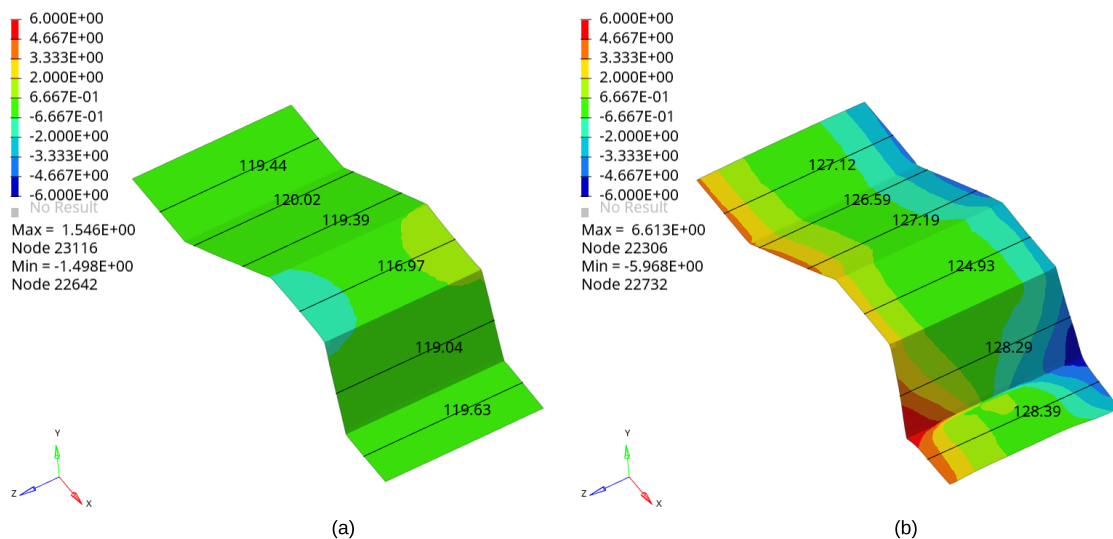 6.000E+00
4.667E+00
3.333E+00
2.000E+00
6.667E-01
-6.667E-01
-2.000E+00
-3.333E+00
-4.667E+00
-6.000E+00
No Result
Max = 1.546E+00
Node 23116
Min = -1.498E+00
Node 22642
119.44
120.02
119.39
116.97
119.04
119.63
Y
Z
X
(a)
6.000E+00
4.667E+00
3.333E+00
2.000E+00
6.667E-01
-6.667E-01
-2.000E+00
-3.333E+00
-4.667E+00
-6.000E+00
No Result
Max = 6.613E+00
Node 22306
Min = -5.968E+00
Node 22732
127.12
126.59
127.19
124.93
128.29
128.39
Y
Z
X
(b)